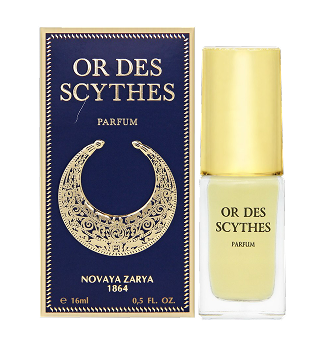 OR DES
SCYTHES
PARFUM
NOVAYA ZARYA
1864
℮ 16ml 0,5 FL. OZ.
OR DES
SCYTHES
PARFUM